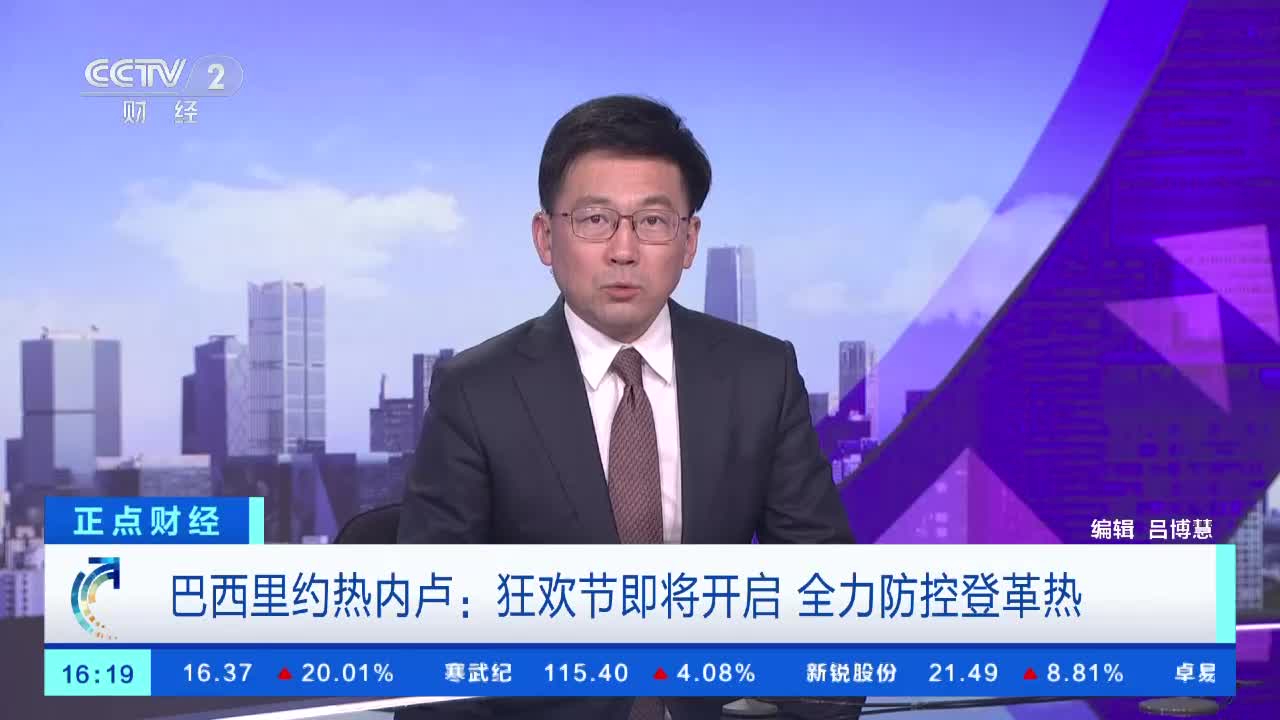 CCTV 2
财 经
正点财经
编辑 吕博慧
巴西里约热内卢：狂欢节即将开启 全力防控登革热
16:19 16.37 ▲ 20.01% 寒武纪 115.40 ▲ 4.08% 新锐股份 21.49 ▲ 8.81% 卓易